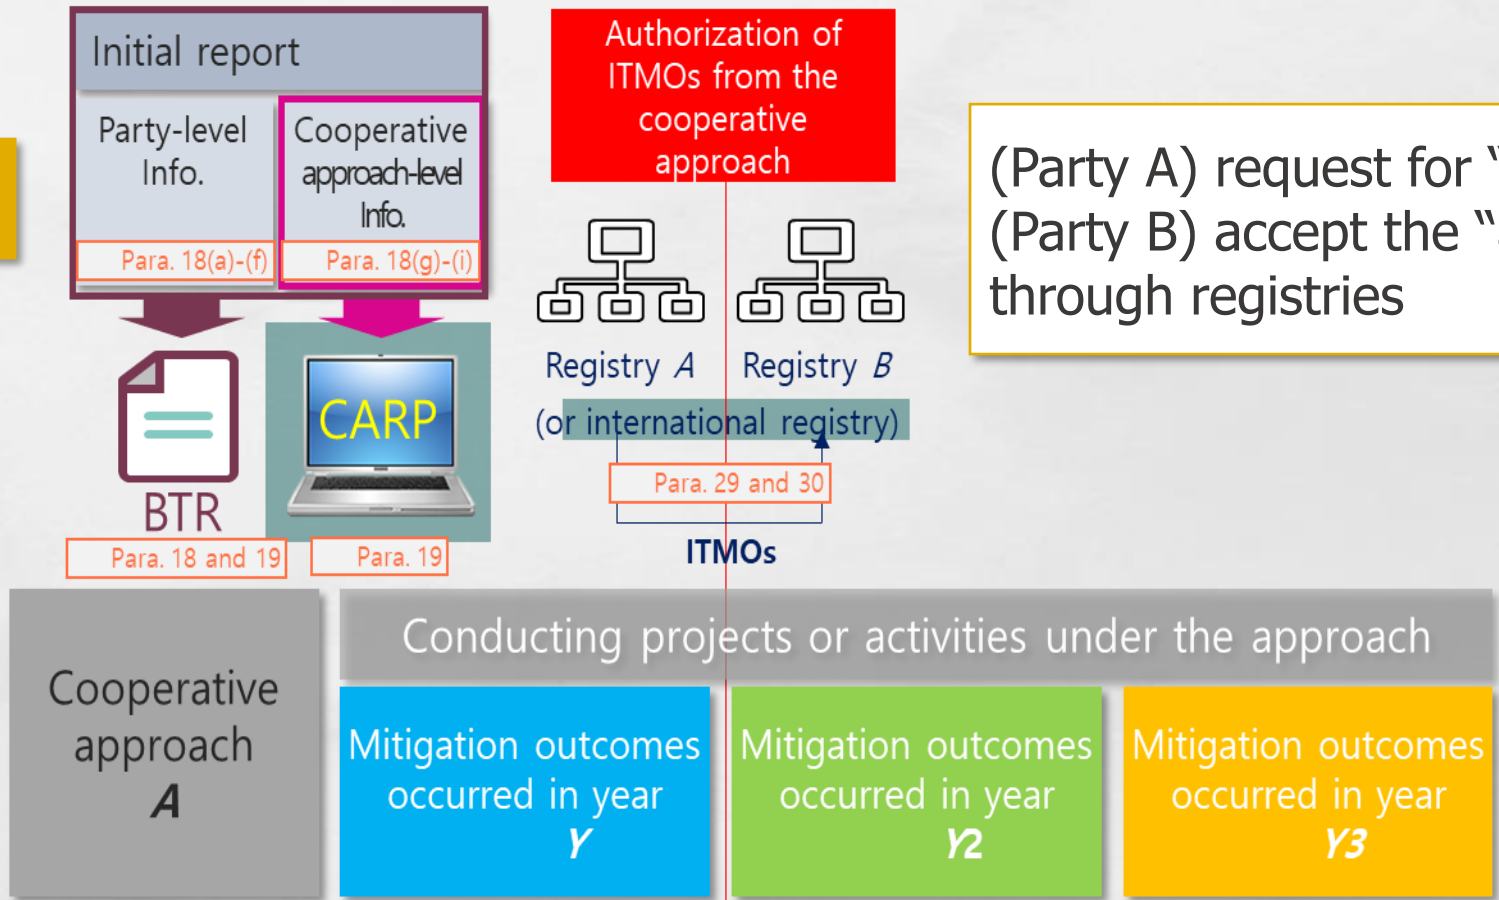 Initial report
Party-level
Info.
Para. 18(a)-(f)
Cooperative
approach-level
Info.
Para. 18(g)-(i)
BTR
Para. 18 and 19
CARP
Para. 19
Authorization of
ITMOs from the
cooperative
approach
Registry A
Registry B
(or international registry)
Para. 29 and 30
ITMOs
(Party A) request for “
(Party B) accept the “
through registries
Cooperative
approach
A
Conducting projects or activities under the approach
Mitigation outcomes
occurred in year
Y
Mitigation outcomes
occurred in year
Y2
Mitigation outcomes
occurred in year
Y3